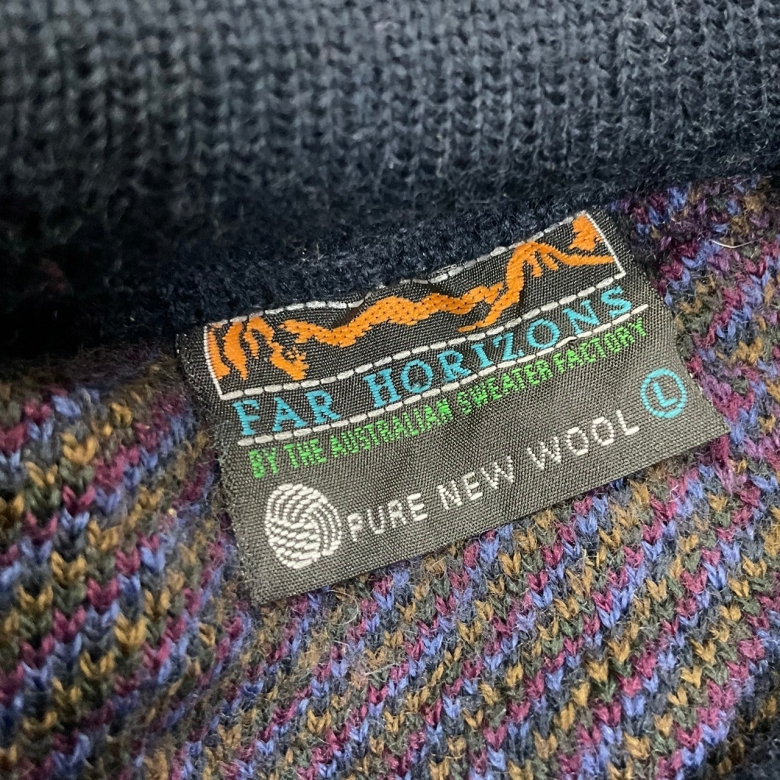 FAR HORIZONS
BY THE AUSTRALIAN SWEATER FACTORY
L
PURE NEW WOOL